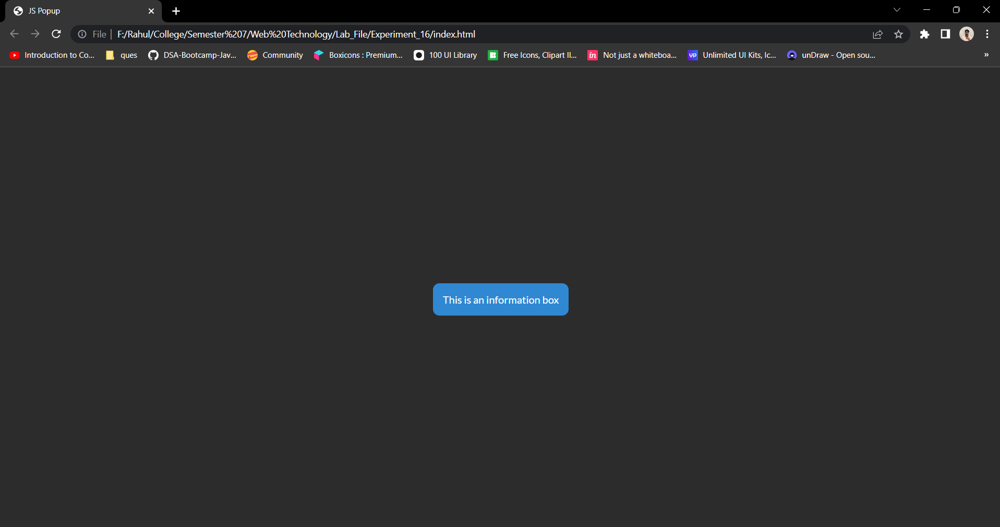 JS Popup
File | F:/Rahul/College/Semester%207/Web%20Technology/Lab_File/Experiment_16/index.html
Introduction to Co... ques DSA-Bootcamp-Jav... Community Boxicons : Premium... 100 UI Library Free Icons, Clipart Il... in Not just a whiteboa... UP Unlimited UI Kits, Ic... unDraw - Open sou... »
This is an information box